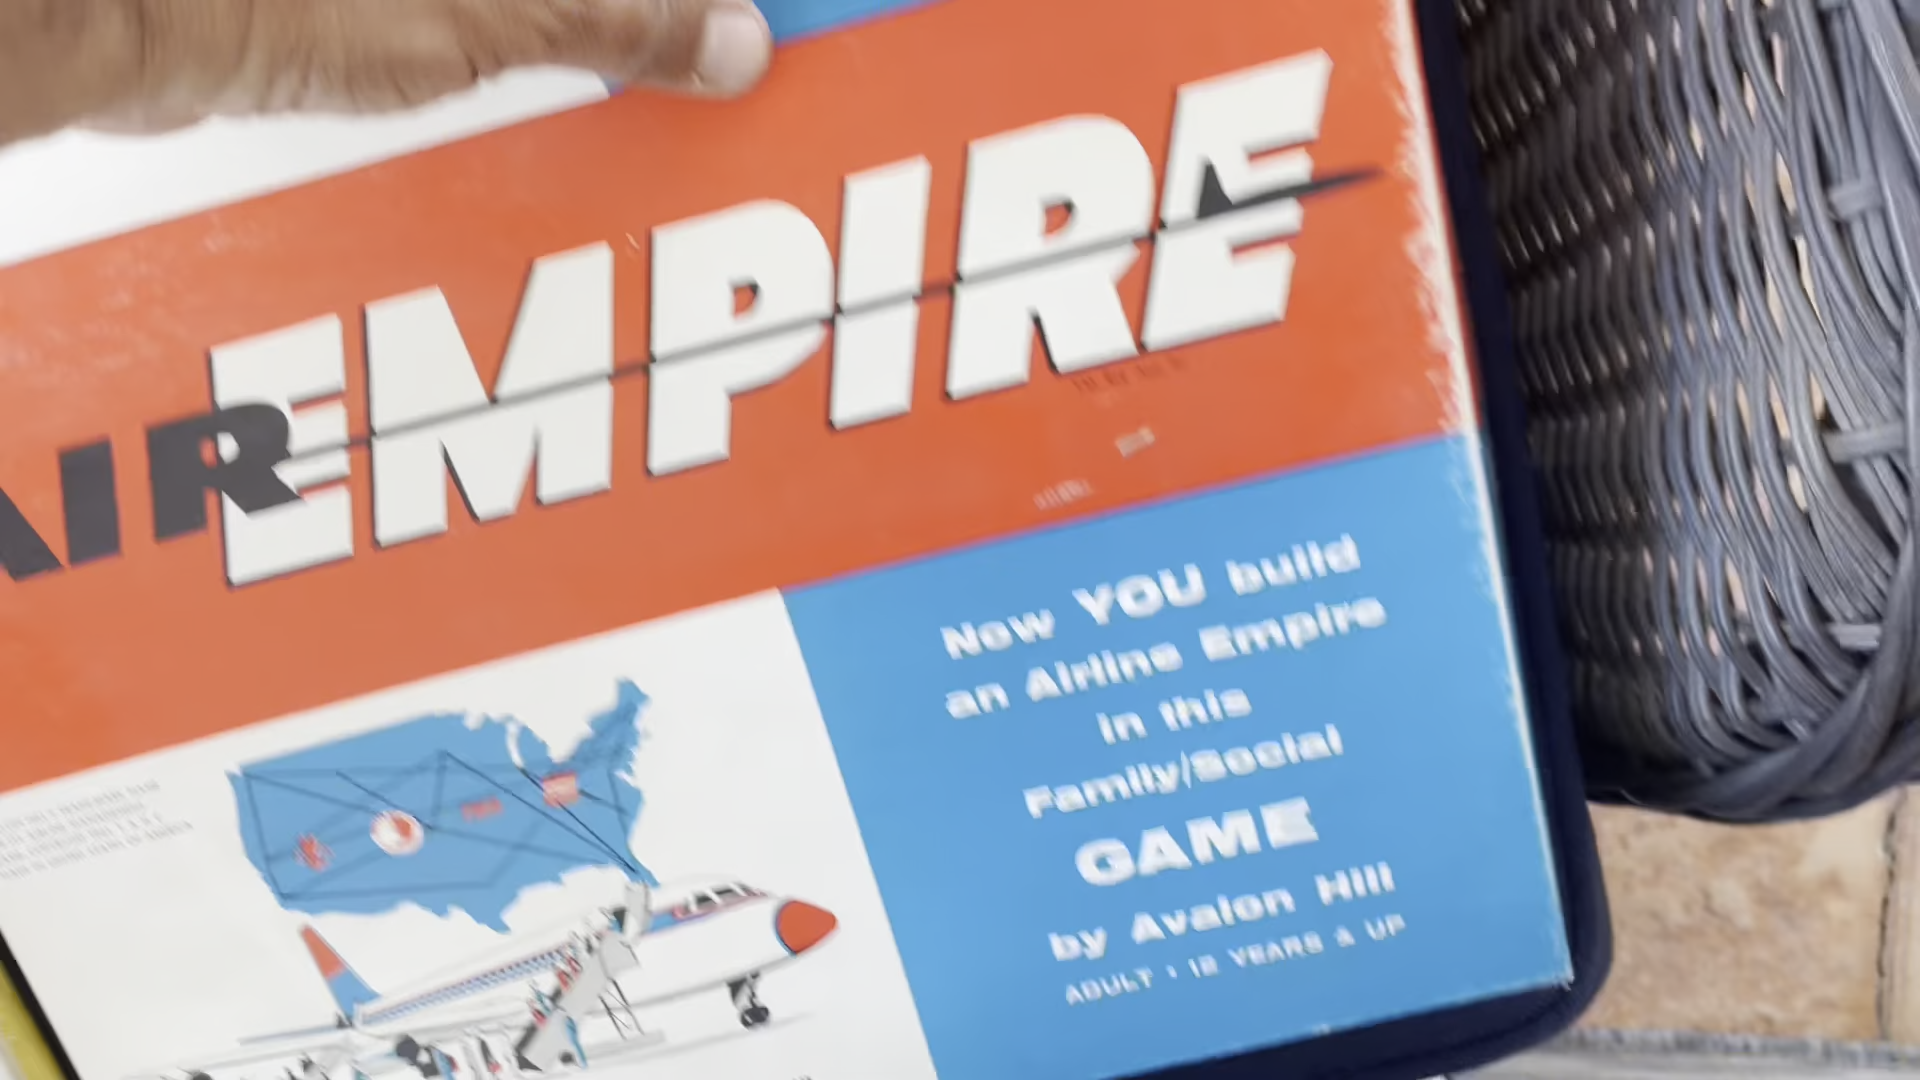 AIR EMPIRE
Now YOU build
an Airline Empire
in this
Family/Social
GAME
by Avalon Hill
ADULT • 12 YEARS & UP